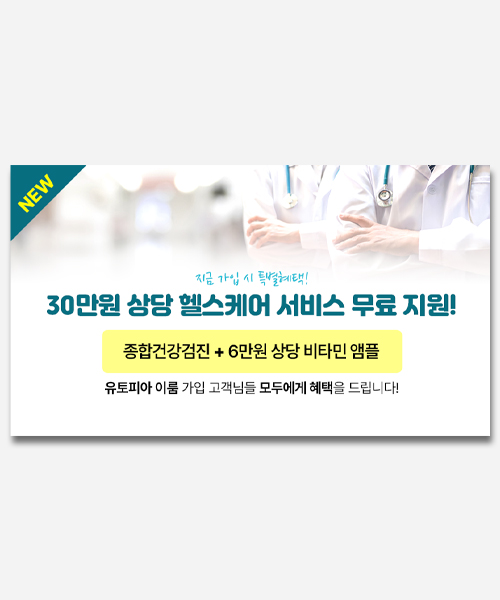 NEW
지금 가입 시 특별혜택!
30만원 상당 헬스케어 서비스 무료 지원!
종합건강검진 + 6만원 상당 비타민 앰플
유토피아 이룸 가입 고객님들 모두에게 혜택을 드립니다!